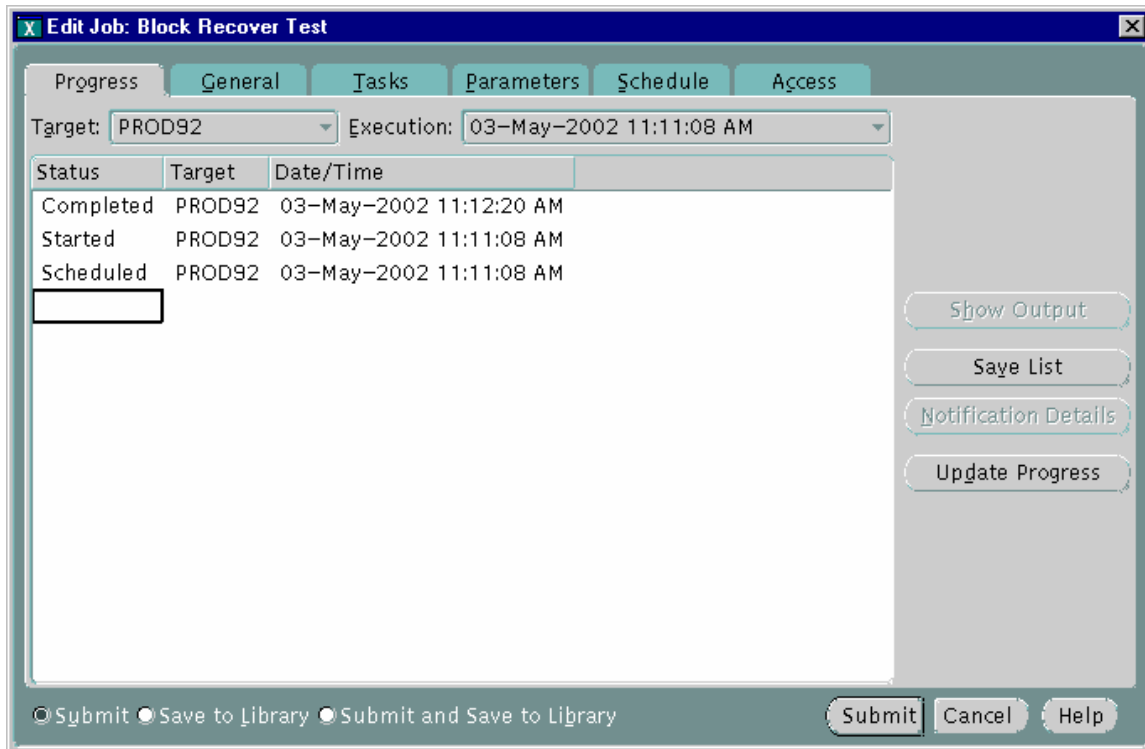 X Edit Job: Block Recover Test
Progress General Tasks Parameters Schedule Access
Target: PROD92 Execution: 03-May-2002 11:11:08 AM
Status Target Date/Time
Completed PROD92 03-May-2002 11:12:20 AM
Started PROD92 03-May-2002 11:11:08 AM
Scheduled PROD92 03-May-2002 11:11:08 AM
Show Output
Save List
Notification Details
Update Progress
Submit Save to Library Submit and Save to Library Submit Cancel Help